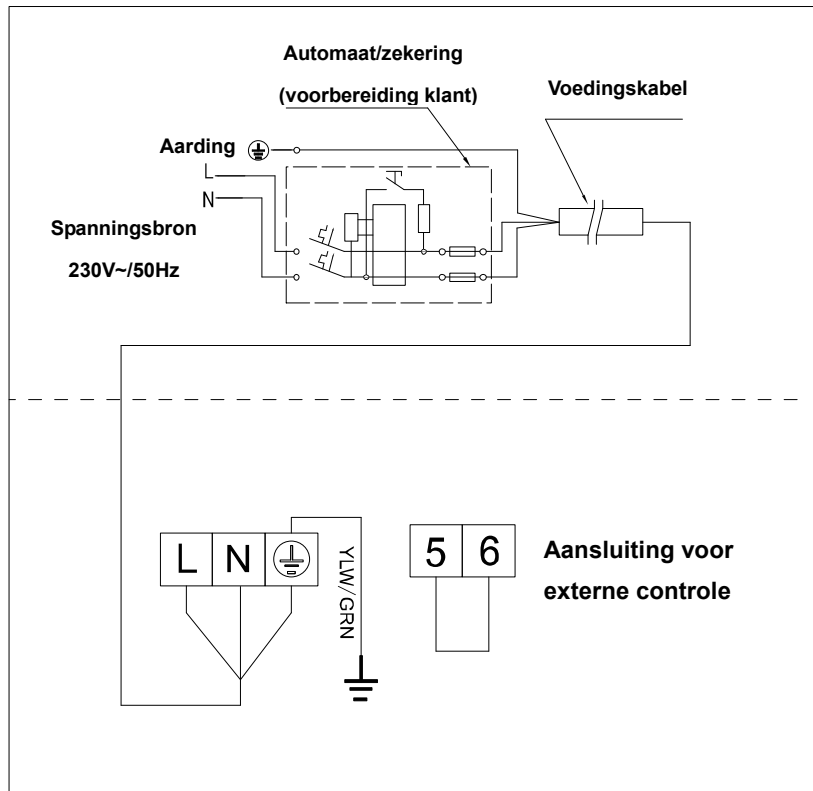 Automaat/zekering
(voorbereiding klant)
Voedingskabel
Aarding
L
N
Spanningsbron
230V~/50Hz
L N
YLW/GRN
5 6
Aansluiting voor
externe controle